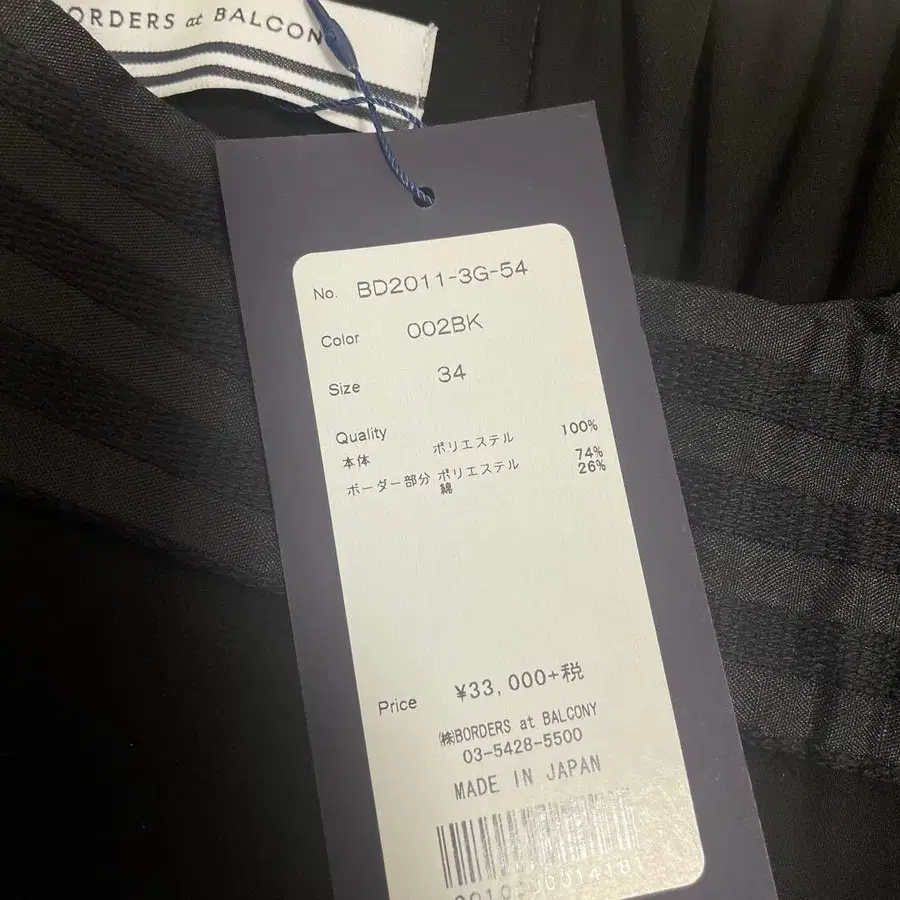 ORDERS at BALCON
No. BD2011-3G-54
Color 002BK
Size 34
Quality
本体 ポリエステル 100%
ボーダー部分 ポリエステル 74%
綿 26%
Price ¥33,000+税
㈱BORDERS at BALCONY
03-5428-5500
MADE IN JAPAN